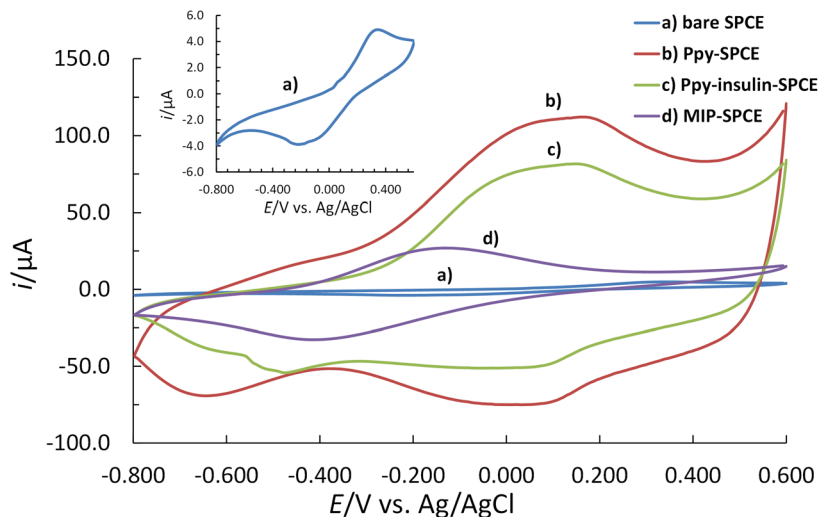 a) bare SPCE
b) Ppy-SPCE
c) Ppy-insulin-SPCE
d) MIP-SPCE
6.0
4.0
2.0
0.0
-2.0
-4.0
-6.0
i/µA
a)
-0.800 -0.400 0.000 0.400
E/V vs. Ag/AgCl
150.0
100.0
50.0
0.0
-50.0
-100.0
i/µA
b)
c)
d)
a)
-0.800 -0.600 -0.400 -0.200 0.000 0.200 0.400 0.600
E/V vs. Ag/AgCl